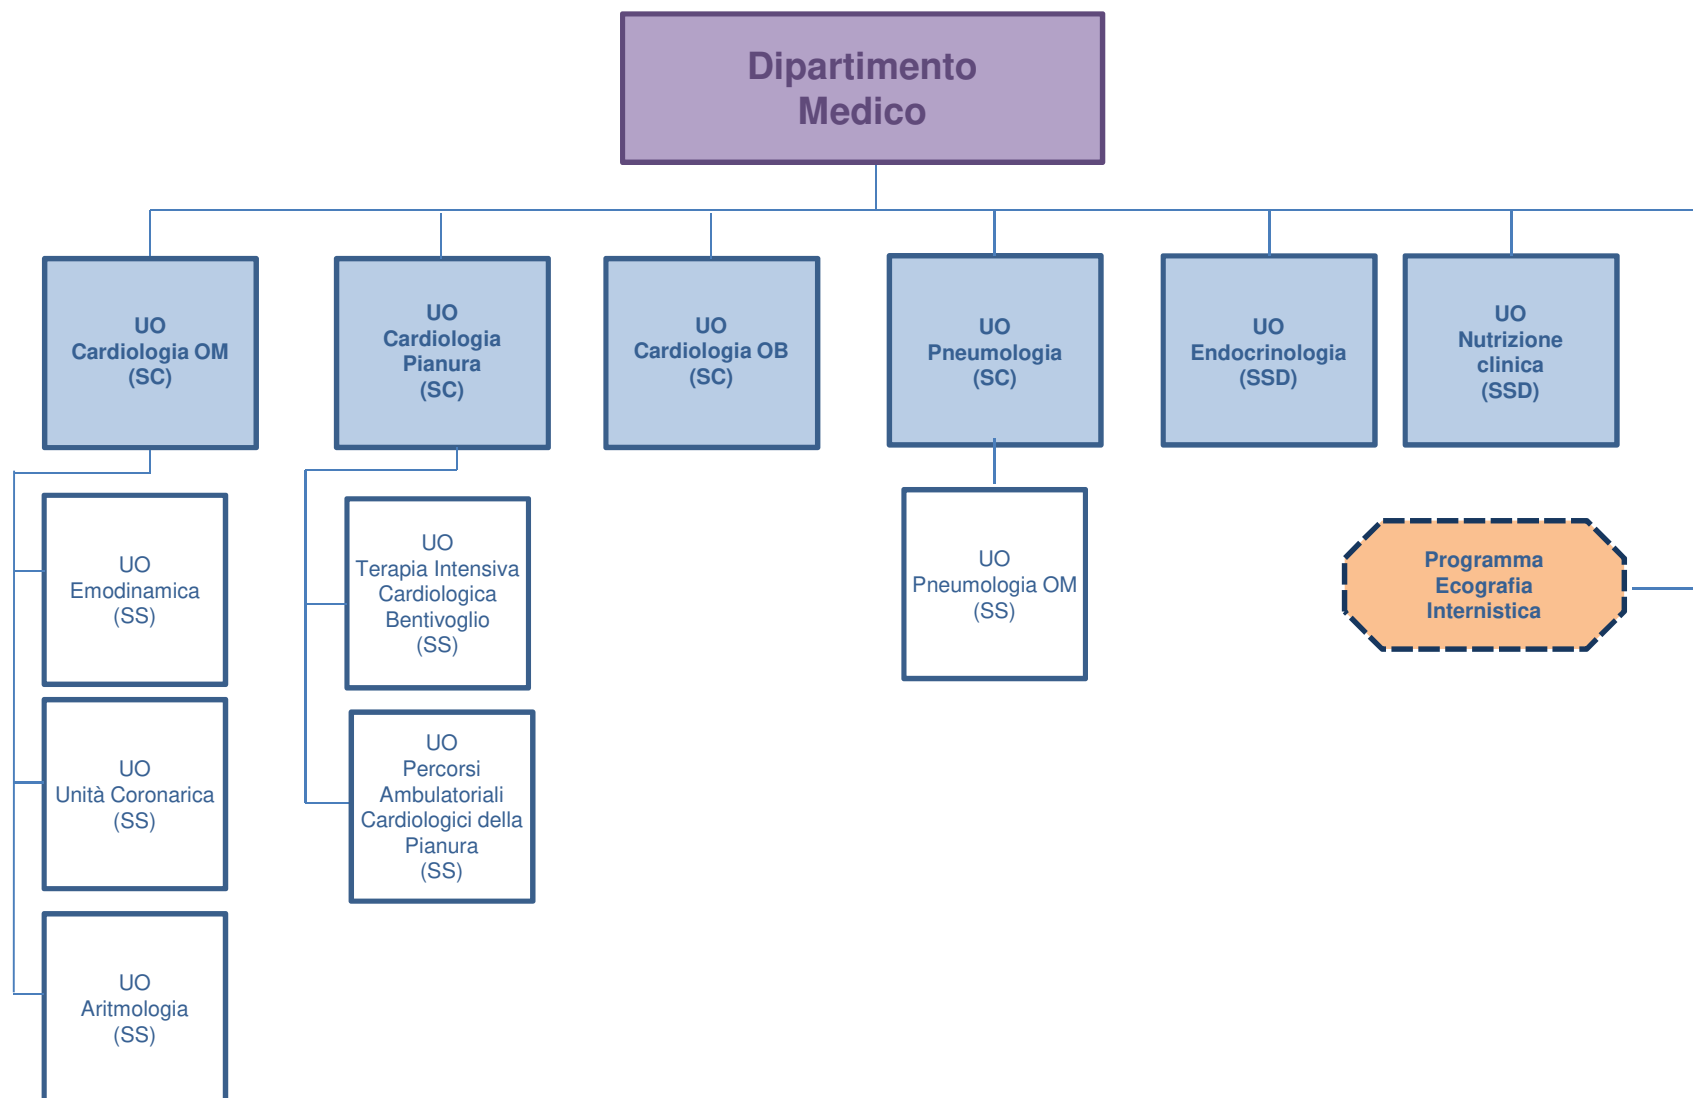 Dipartimento
Medico
UO
Cardiologia OM
(SC)
UO
Cardiologia
Pianura
(SC)
UO
Cardiologia OB
(SC)
UO
Pneumologia
(SC)
UO
Endocrinologia
(SSD)
UO
Nutrizione
clinica
(SSD)
UO
Emodinamica
(SS)
UO
Terapia Intensiva
Cardiologica
Bentivoglio
(SS)
UO
Pneumologia OM
(SS)
Programma
Ecografia
Internistica
UO
Unità Coronarica
(SS)
UO
Percorsi
Ambulatoriali
Cardiologici della
Pianura
(SS)
UO
Aritmologia
(SS)